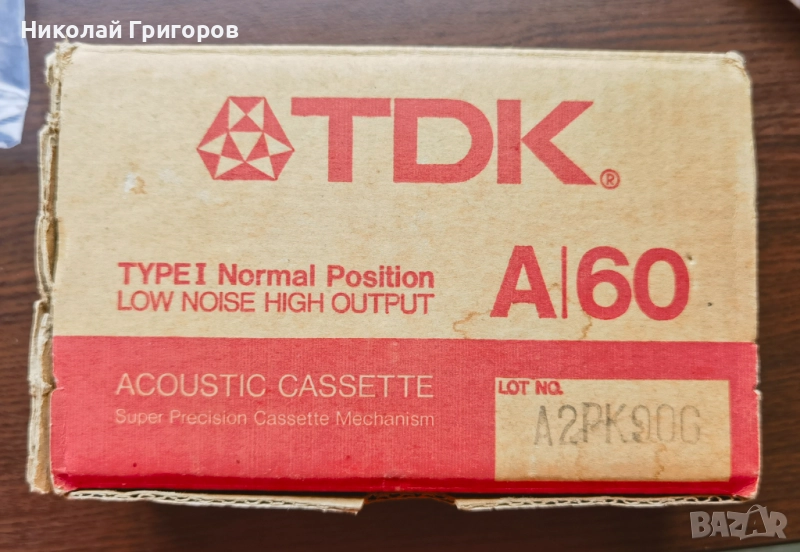 Николай Григоров
TDK®
TYPE I Normal Position
LOW NOISE HIGH OUTPUT
A|60
ACOUSTIC CASSETTE
Super Precision Cassette Mechanism
LOT NO.
A2PK90G
BAZAR